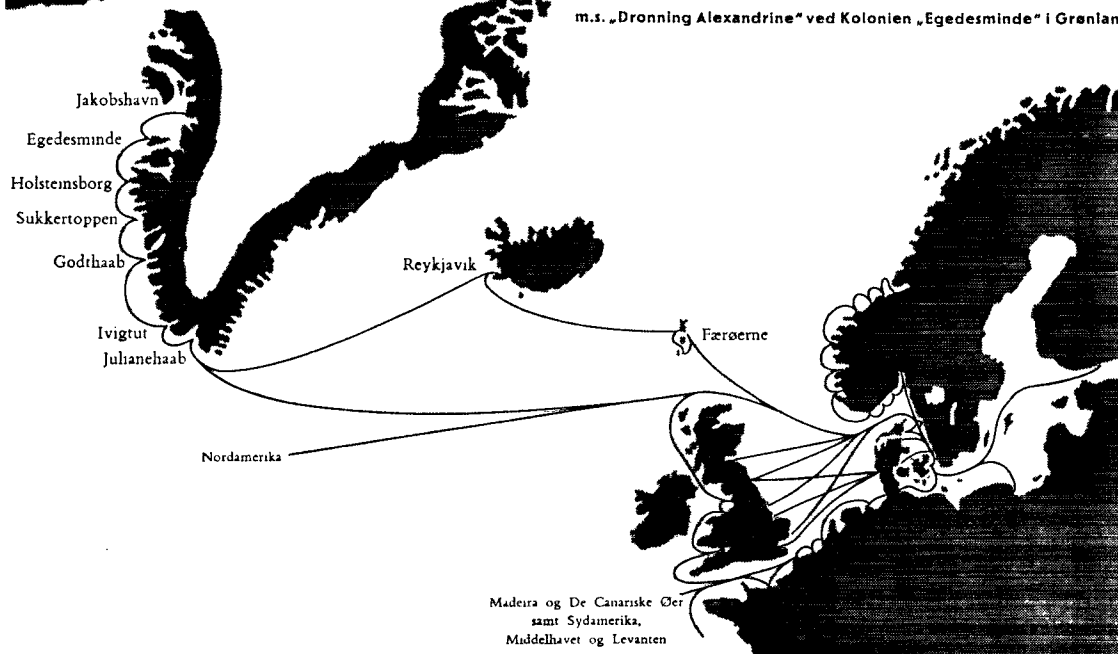 m.s. „Dronning Alexandrine“ ved Kolonien „Egedesminde“ i Grønlan
Jakobshavn
Egedesminde
Holsteinsborg
Sukkertoppen
Godthaab
Reykjavik
Ivigtut
Færøerne
Julianehaab
Nordamerika
Madeira og De Canariske Øer
samt Sydamerika,
Middelhavet og Levanten